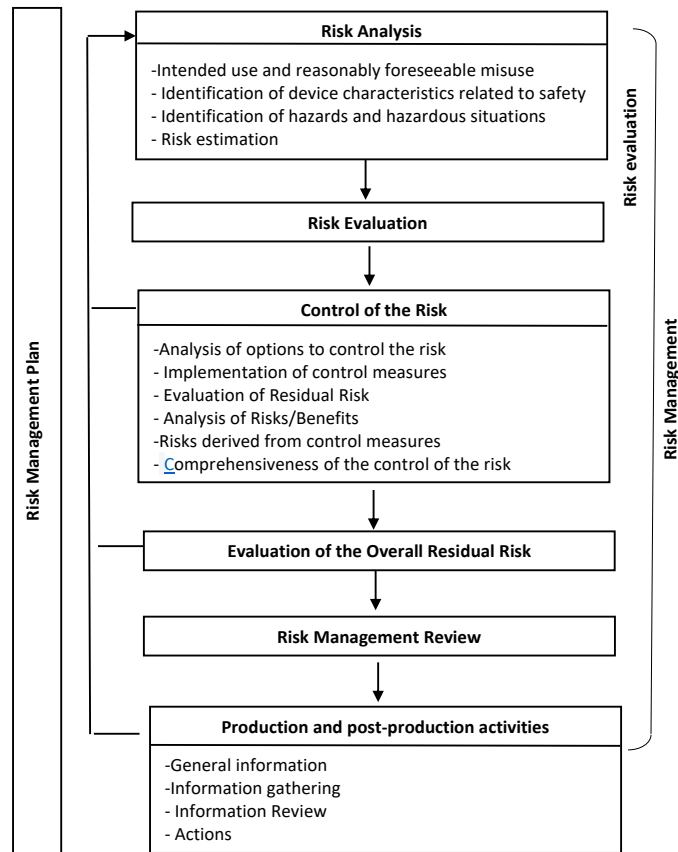 Risk Management Plan
Risk Analysis
-Intended use and reasonably foreseeable misuse
- Identification of device characteristics related to safety
- Identification of hazards and hazardous situations
- Risk estimation
Risk evaluation
Risk Evaluation
Control of the Risk
-Analysis of options to control the risk
- Implementation of control measures
- Evaluation of Residual Risk
- Analysis of Risks/Benefits
-Risks derived from control measures
- Comprehensiveness of the control of the risk
Risk Management
Evaluation of the Overall Residual Risk
Risk Management Review
Production and post-production activities
-General information
-Information gathering
- Information Review
- Actions